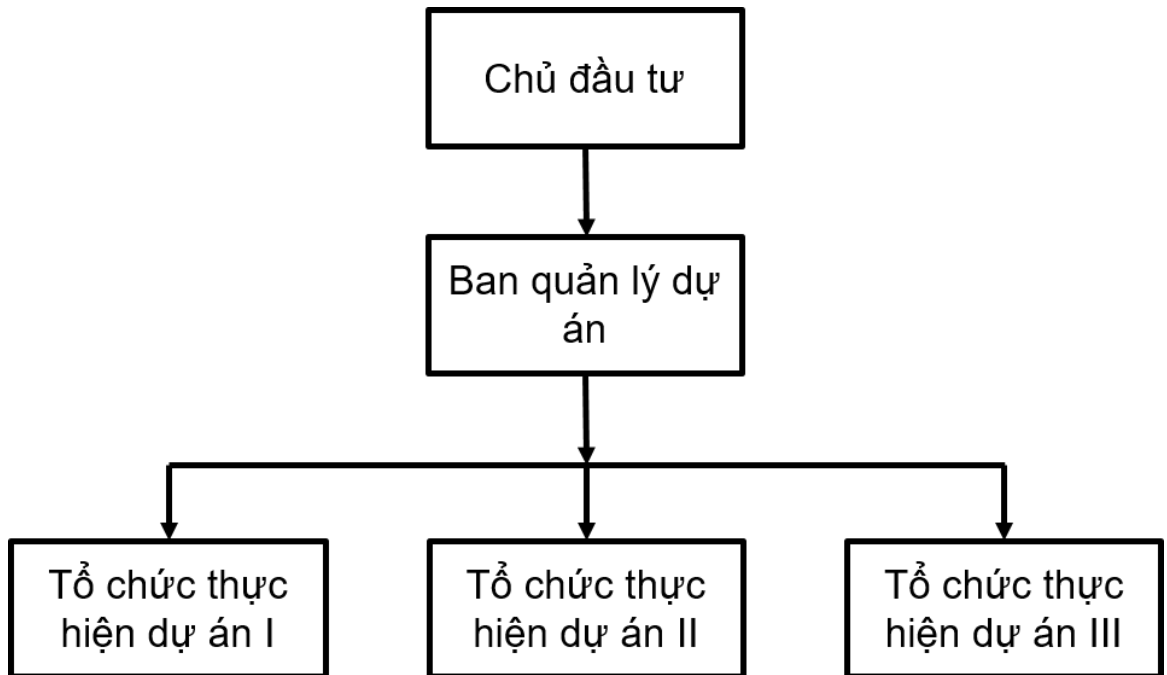 Chủ đầu tư
Ban quản lý dự
án
Tổ chức thực
hiện dự án I
Tổ chức thực
hiện dự án II
Tổ chức thực
hiện dự án III